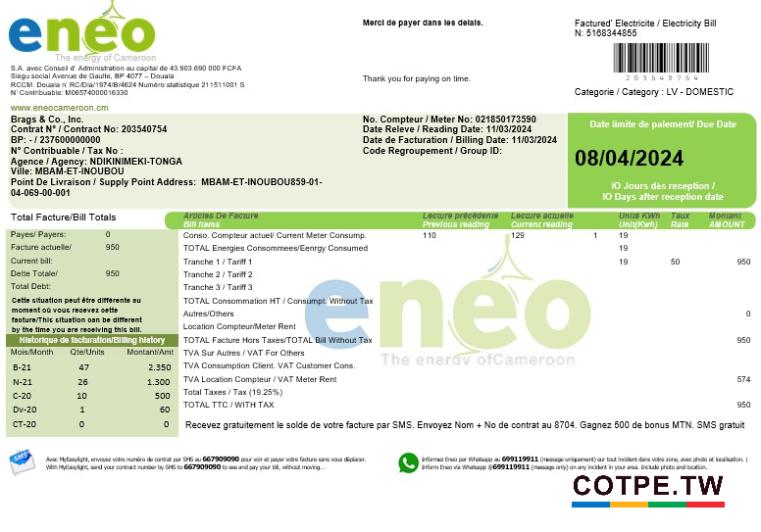 eneo
The energy of Cameroon
S.A. avec Conseil d' Administration au capital de 43.903.690 000 FCFA
Siegu social Avenue de Gaulte, BP 4077 – Douala
RCCM. Douala n' RC/Dia/1974/B/4624 Numéro statistique 211511001 S
N' Contribuable: M06574000016330
www.eneocameroon.cm
Merci de payer dans les delais.
Thank you for paying on time.
Factured' Electricite / Electricity Bill
N: 5168344855
203648764
Categorie / Category : LV - DOMESTIC
Brags & Co., Inc.
Contrat N° / Contract No: 203540754
BP: - / 237600000000
N° Contribuable / Tax No :
Agence / Agency: NDIKINIMEKI-TONGA
Ville: MBAM-ET-INOUBOU
Point De Livraison / Supply Point Address: MBAM-ET-INOUBOU859-01-
04-069-00-001
No. Compteur / Meter No: 021850173590
Date Releve / Reading Date: 11/03/2024
Date de Facturation / Billing Date: 11/03/2024
Code Regroupement / Group ID:
Date limite de palement/ Due Date
08/04/2024
IO Jours dès réception /
IO Days after reception date
Total Facture/Bill Totals
Payes/ Payers: 0
Facture actuelle/ 950
Current bill:
Dette Totale/ 950
Total Debt:
Cette situation peut être différente au
moment où vous recevez cette
facture/This situation can be different
by the time you are receiving this bill.
Historique de facturation/Billing history
Mois/Month Qte/Units Montant/Amt
B-21 47 2.350
N-21 26 1.300
C-20 10 500
Dv-20 1 60
CT-20 0 0
Articles De Facture Lecture précédente Lecture actuelle Unité KWh Taux Montant
Bill Items Previous reading Current reading Unit(KWh) Rate AMOUNT
Conso. Compteur actuel/ Current Meter Consump. 110 129 1 19
TOTAL Energies Consommees/Eenrgy Consumed 19
Tranche 1 / Tariff 1 19 50 950
Tranche 2 / Tariff 2
Tranche 3 / Tariff 3
TOTAL Consommation HT / Consumpt. Without Tax
Autres/Others 0
Location Compteur/Meter Rent
TOTAL Facture Hors Taxes/TOTAL Bill Without Tax 950
TVA Sur Autres / VAT For Others
TVA Consumption Client. VAT Customer Cons.
TVA Location Compteur / VAT Meter Rent 574
Total Taxes / Tax (19.25%)
TOTAL TTC / WITH TAX 950
eneo
The energy of Cameroon
Recevez gratuitement le solde de votre facture par SMS. Envoyez Nom + No de contrat au 8704. Gagnez 500 de bonus MTN. SMS gratuit
SMS
Avec MyEasylight, envoyez votre numéro de contrat par SMS au 667909090 pour voir et payer votre facture sans vous déplacer.
With MyEasylight, send your contract number by SMS to 667909090 to see and pay your bill, without moving...
Informez Eneo par Whatsapp au 699119911 (message uniquement) sur tout incident dans votre zone, avec photo et localisation. |
Inform Eneo via Whatsapp @699119911 (message only) on any incident in your area. Include photo and location.
COTPE.TW